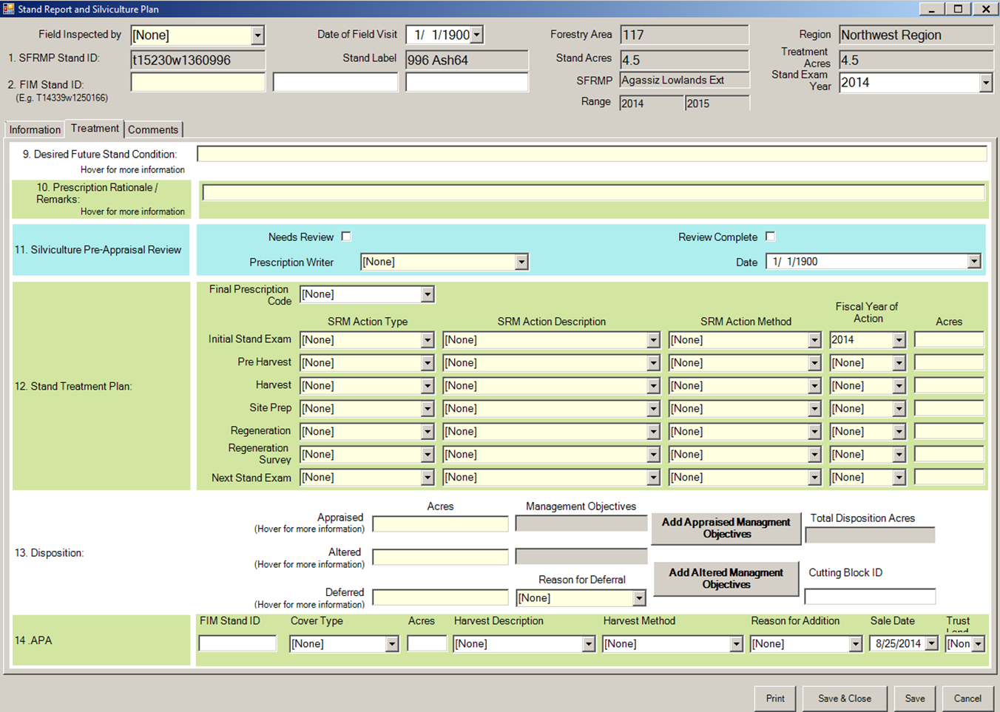 Stand Report and Silviculture Plan
Field Inspected by [None] Date of Field Visit 1/ 1/1900 Forestry Area 117 Region Northwest Region
1. SFRMP Stand ID: t15230w1360996 Stand Label 996 Ash64 Stand Acres 4.5 Treatment Acres 4.5
2. FIM Stand ID: SFRMP Agassiz Lowlands Ext Stand Exam Year 2014
(E.g. T14339w1250166)
Range 2014 2015
Information Treatment Comments
9. Desired Future Stand Condition:
Hover for more information
10. Prescription Rationale /
Remarks:
Hover for more information
11. Silviculture Pre-Appraisal Review
Needs Review Review Complete
Prescription Writer [None] Date 1/ 1/1900
12. Stand Treatment Plan:
Final Prescription
Code [None]
SRM Action Type SRM Action Description SRM Action Method Fiscal Year of Action Acres
Initial Stand Exam [None] [None] [None] 2014
Pre Harvest [None] [None] [None] [None]
Harvest [None] [None] [None] [None]
Site Prep [None] [None] [None] [None]
Regeneration [None] [None] [None] [None]
Regeneration
Survey [None] [None] [None] [None]
Next Stand Exam [None] [None] [None] [None]
13. Disposition:
Acres Management Objectives
Appraised
(Hover for more information)
Add Appraised Managment
Objectives
Total Disposition Acres
Altered
(Hover for more information)
Add Altered Managment
Objectives
Cutting Block ID
Reason for Deferral
Deferred [None]
(Hover for more information)
14 .APA
FIM Stand ID Cover Type Acres Harvest Description Harvest Method Reason for Addition Sale Date Trust
[None] [None] [None] [None] 8/25/2014 [Non
Print Save & Close Save Cancel